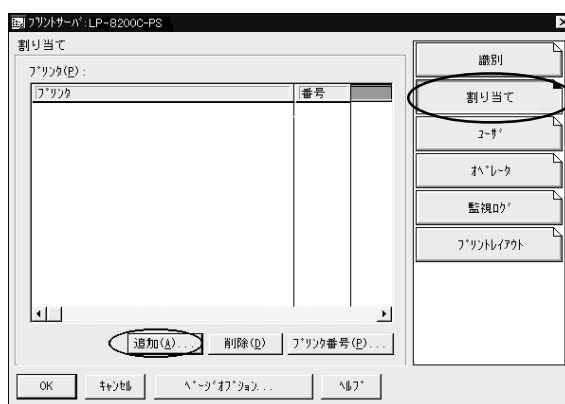 ﾌﾟﾘﾝﾄｻｰﾊﾞ:LP-8200C-PS
割り当て
ﾌﾟﾘﾝﾀ(P):
ﾌﾟﾘﾝﾀ 番号
追加(A)... 削除(D) ﾌﾟﾘﾝﾀ番号(P)...
OK ｷｬﾝｾﾙ ﾍﾟｰｼﾞｵﾌﾟｼｮﾝ... ﾍﾙﾌﾟ
識別
割り当て
ﾕｰｻﾞ
ｵﾍﾟﾚｰﾀ
監視ﾛｸﾞ
ﾌﾟﾘﾝﾄﾚｲｱｳﾄ